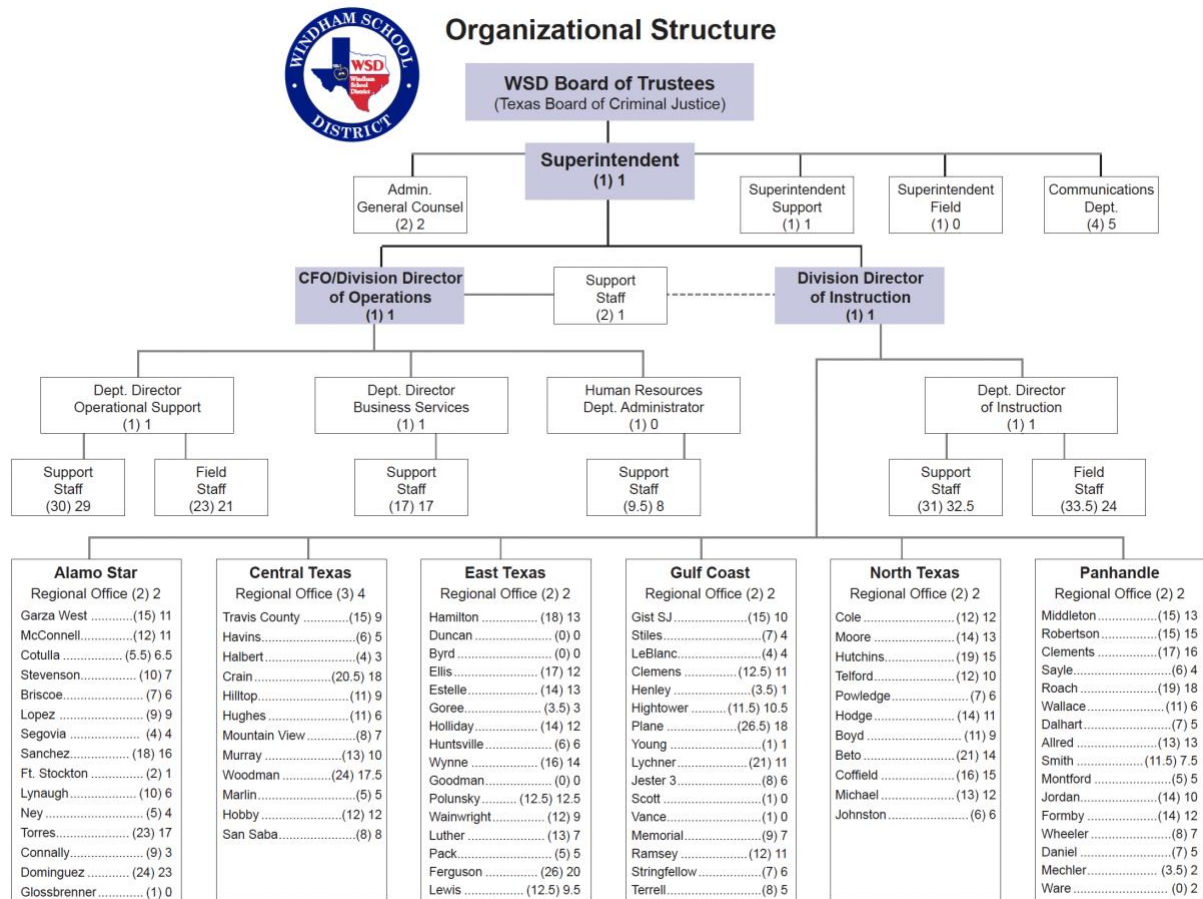 WINDHAM SCHOOL
DISTRICT
WSD
Windham
School
District
Organizational Structure
WSD Board of Trustees
(Texas Board of Criminal Justice)
Superintendent
(1) 1
Admin.
General Counsel
(2) 2
Superintendent
Support
(1) 1
Superintendent
Field
(1) 0
Communications
Dept.
(4) 5
CFO/Division Director
of Operations
(1) 1
Support
Staff
(2) 1
Division Director
of Instruction
(1) 1
Dept. Director
Operational Support
(1) 1
Dept. Director
Business Services
(1) 1
Human Resources
Dept. Administrator
(1) 0
Dept. Director
of Instruction
(1) 1
Support
Staff
(30) 29
Field
Staff
(23) 21
Support
Staff
(17) 17
Support
Staff
(9.5) 8
Support
Staff
(31) 32.5
Field
Staff
(33.5) 24
Alamo Star
Regional Office (2) 2
Garza West ........(15) 11
McConnell..........(12) 11
Cotulla ..........(5.5) 6.5
Stevenson ..........(10) 7
Briscoe................(7) 6
Lopez ..................(9) 9
Segovia ...............(4) 4
Sanchez ...........(18) 16
Ft. Stockton .........(2) 1
Lynaugh .............(10) 6
Ney ......................(5) 4
Torres................(23) 17
Connally..............(9) 3
Dominguez .......(24) 23
Glossbrenner.......(1) 0
Central Texas
Regional Office (3) 4
Travis County .......(15) 9
Havins...................(6) 5
Halbert ..................(4) 3
Crain ...............(20.5) 18
Hilltop ..................(11) 9
Hughes ................(11) 6
Mountain View .......(8) 7
Murray ...............(13) 10
Woodman .......(24) 17.5
Marlin ....................(5) 5
Hobby ................(12) 12
San Saba..............(8) 8
East Texas
Regional Office (2) 2
Hamilton ..........(18) 13
Duncan ...............(0) 0
Byrd ....................(0) 0
Ellis ..................(17) 12
Estelle ..............(14) 13
Goree ...............(3.5) 3
Holliday ............(14) 12
Huntsville ............(6) 6
Wynne ..............(16) 14
Goodman ............(0) 0
Polunsky ......(12.5) 12.5
Wainwright .........(12) 9
Luther ................(13) 7
Pack ....................(5) 5
Ferguson ..........(26) 20
Lewis ............(12.5) 9.5
Gulf Coast
Regional Office (2) 2
Gist SJ ..............(15) 10
Stiles ...................(7) 4
LeBlanc................(4) 4
Clemens .........(12.5) 11
Henley ..............(3.5) 1
Hightower ....(11.5) 10.5
Plane ..............(26.5) 18
Young ..................(1) 1
Lychner .............(21) 11
Jester 3 ...............(8) 6
Scott ....................(1) 0
Vance...................(1) 0
Memorial..............(9) 7
Ramsey .............(12) 11
Stringfellow ..........(7) 6
Terrell ..................(8) 5
North Texas
Regional Office (2) 2
Cole ..................(12) 12
Moore ................(14) 13
Hutchins.............(19) 15
Telford ...............(12) 10
Powledge .............(7) 6
Hodge ................(14) 11
Boyd ...................(11) 9
Beto ...................(21) 14
Coffield ..............(16) 15
Michael ..............(13) 12
Johnston ..............(6) 6
Panhandle
Regional Office (2) 2
Middleton ..........(15) 13
Robertson .........(15) 15
Clements ..........(17) 16
Sayle ..................(6) 4
Roach ...............(19) 18
Wallace .............(11) 6
Dalhart ................(7) 5
Allred ................(13) 13
Smith ............(11.5) 7.5
Montford .............(5) 5
Jordan ..............(14) 10
Formby .............(14) 12
Wheeler ..............(8) 7
Daniel .................(7) 5
Mechler ...........(3.5) 2
Ware ...................(0) 2